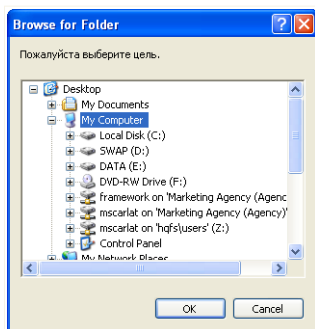 Browse for Folder
Пожалуйста выберите цель.
Desktop
My Documents
My Computer
Local Disk (C:)
SWAP (D:)
DATA (E:)
DVD-RW Drive (F:)
framework on 'Marketing Agency (Agenc
mscarlat on 'Marketing Agency (Agency)'
mscarlat on 'hqfs\users' (Z:)
Control Panel
My Network Places
OK Cancel